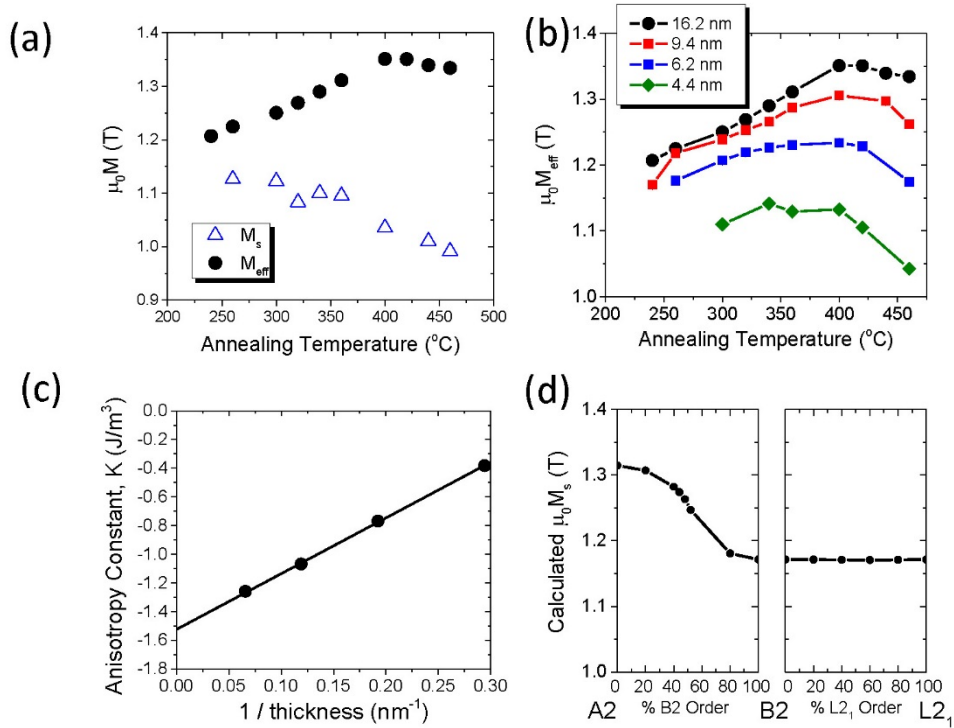 (a)
1.4
1.3
1.2
1.1
1.0
0.9
μ₀M (T)
M_s
M_eff
200 250 300 350 400 450 500
Annealing Temperature (°C)
(b)
16.2 nm
9.4 nm
6.2 nm
4.4 nm
1.4
1.3
1.2
1.1
1.0
μ₀M_eff (T)
200 250 300 350 400 450
Annealing Temperature (°C)
(c)
0.0
-0.2
-0.4
-0.6
-0.8
-1.0
-1.2
-1.4
-1.6
-1.8
Anisotropy Constant, K (J/m³)
0.00 0.05 0.10 0.15 0.20 0.25 0.30
1 / thickness (nm⁻¹)
(d)
1.4
1.3
1.2
1.1
1.0
Calculated μ₀M_s (T)
0 20 40 60 80 100
0 20 40 60 80 100
A2 % B2 Order B2 % L2₁ Order L2₁